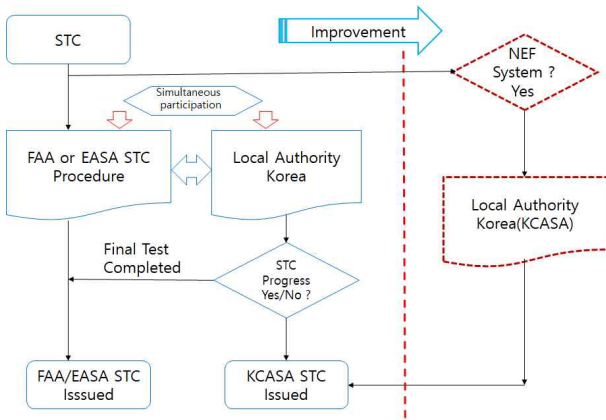 STC
Improvement
NEF
System ?
Yes
Simultaneous
participation
FAA or EASA STC
Procedure
Local Authority
Korea
Local Authority
Korea(KCASA)
Final Test
Completed
STC
Progress
Yes/No ?
FAA/EASA STC
Isssued
KCASA STC
Issued